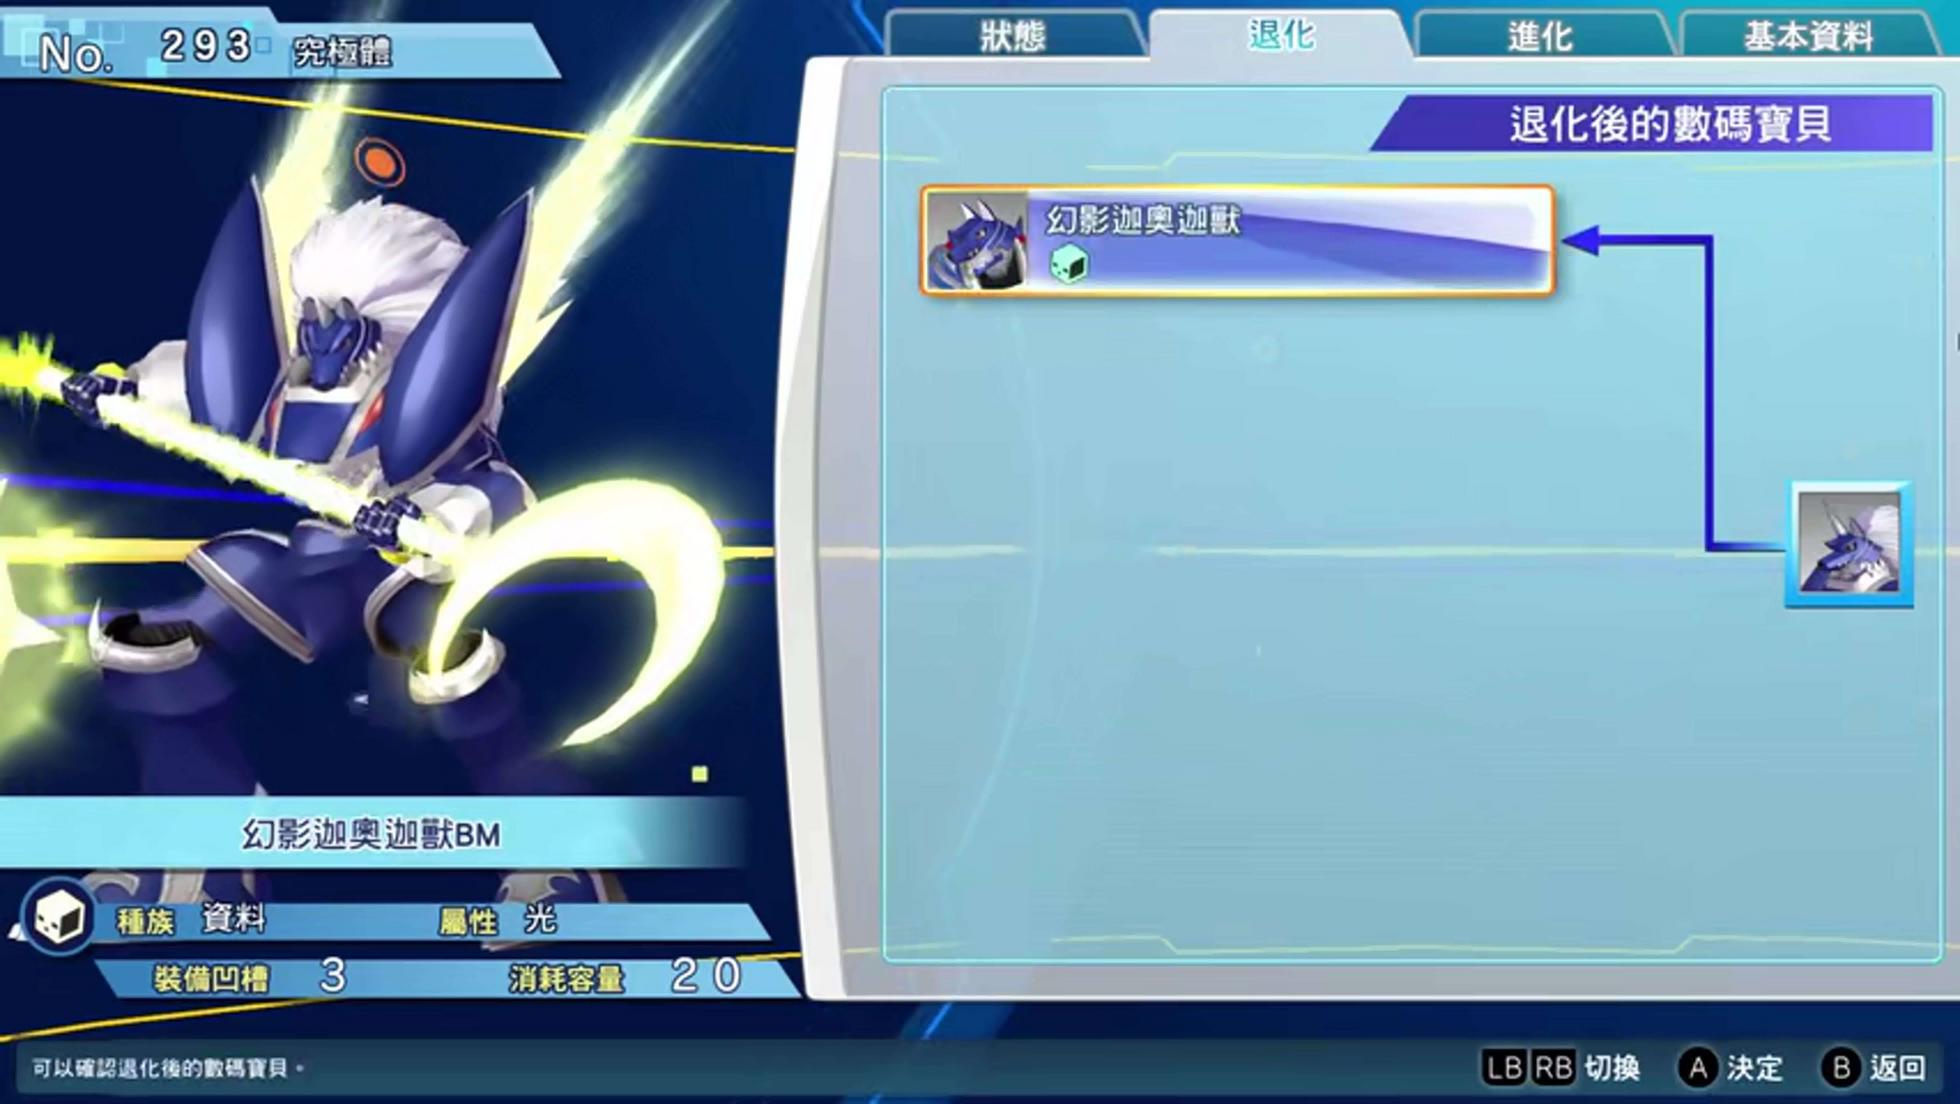 No. 293 究極體
狀態
退化
進化
基本資料
退化後的數碼寶貝
幻影迦奧迦獸
幻影迦奧迦獸BM
種族 資料
屬性 光
裝備凹槽 3
消耗容量 20
可以確認退化後的數碼寶貝。
LB RB 切換
A 決定
B 返回